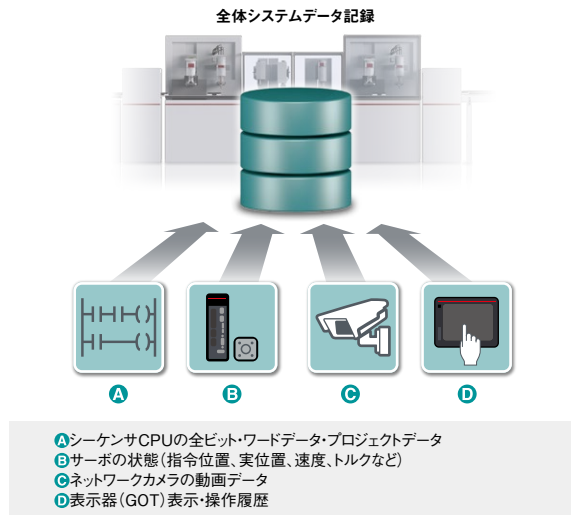 全体システムデータ記録
A
B
C
D
Aシーケンサ CPUの全ビット・ワードデータ・プロジェクトデータ
Bサーボの状態(指令位置、実位置、速度、トルクなど)
Cネットワークカメラの動画データ
D表示器(GOT)表示・操作履歴